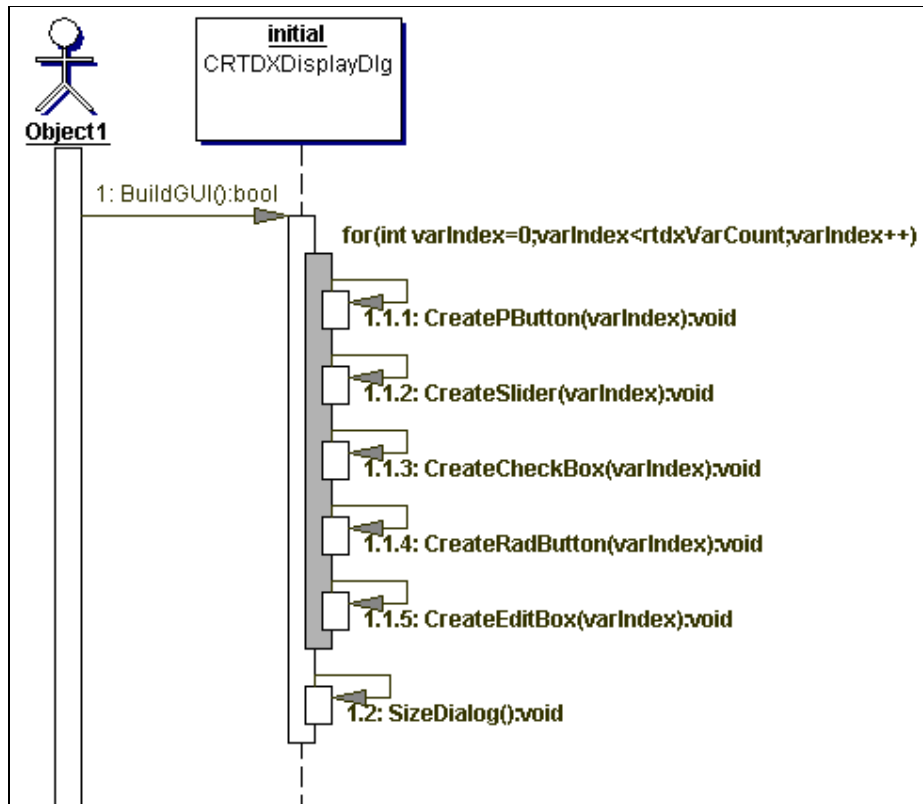 initial
CRTDXDisplayDlg
Object1
1: BuildGUI():bool
for(int varIndex=0;varIndex<rtdxVarCount;varIndex++)
1.1.1: CreatePButton(varIndex):void
1.1.2: CreateSlider(varIndex):void
1.1.3: CreateCheckBox(varIndex):void
1.1.4: CreateRadButton(varIndex):void
1.1.5: CreateEditBox(varIndex):void
1.2: SizeDialog():void